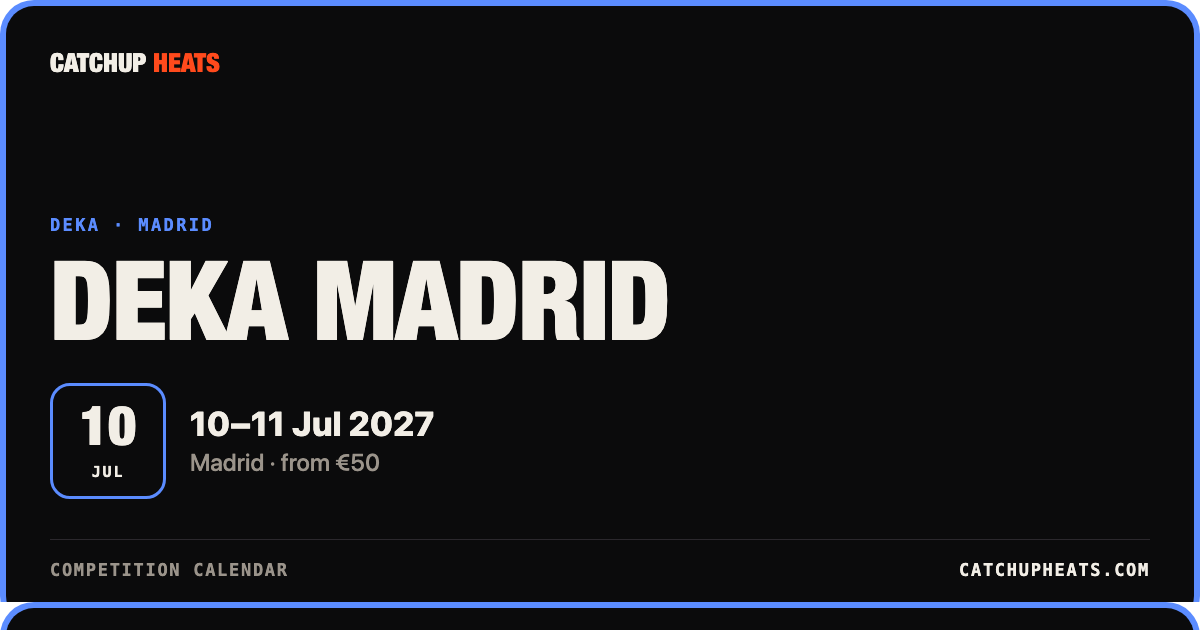 CATCHUP HEATS
DEKA · MADRID
DEKA MADRID
10
JUL
10–11 Jul 2027
Madrid · from €50
COMPETITION CALENDAR
CATCHUPHEATS.COM